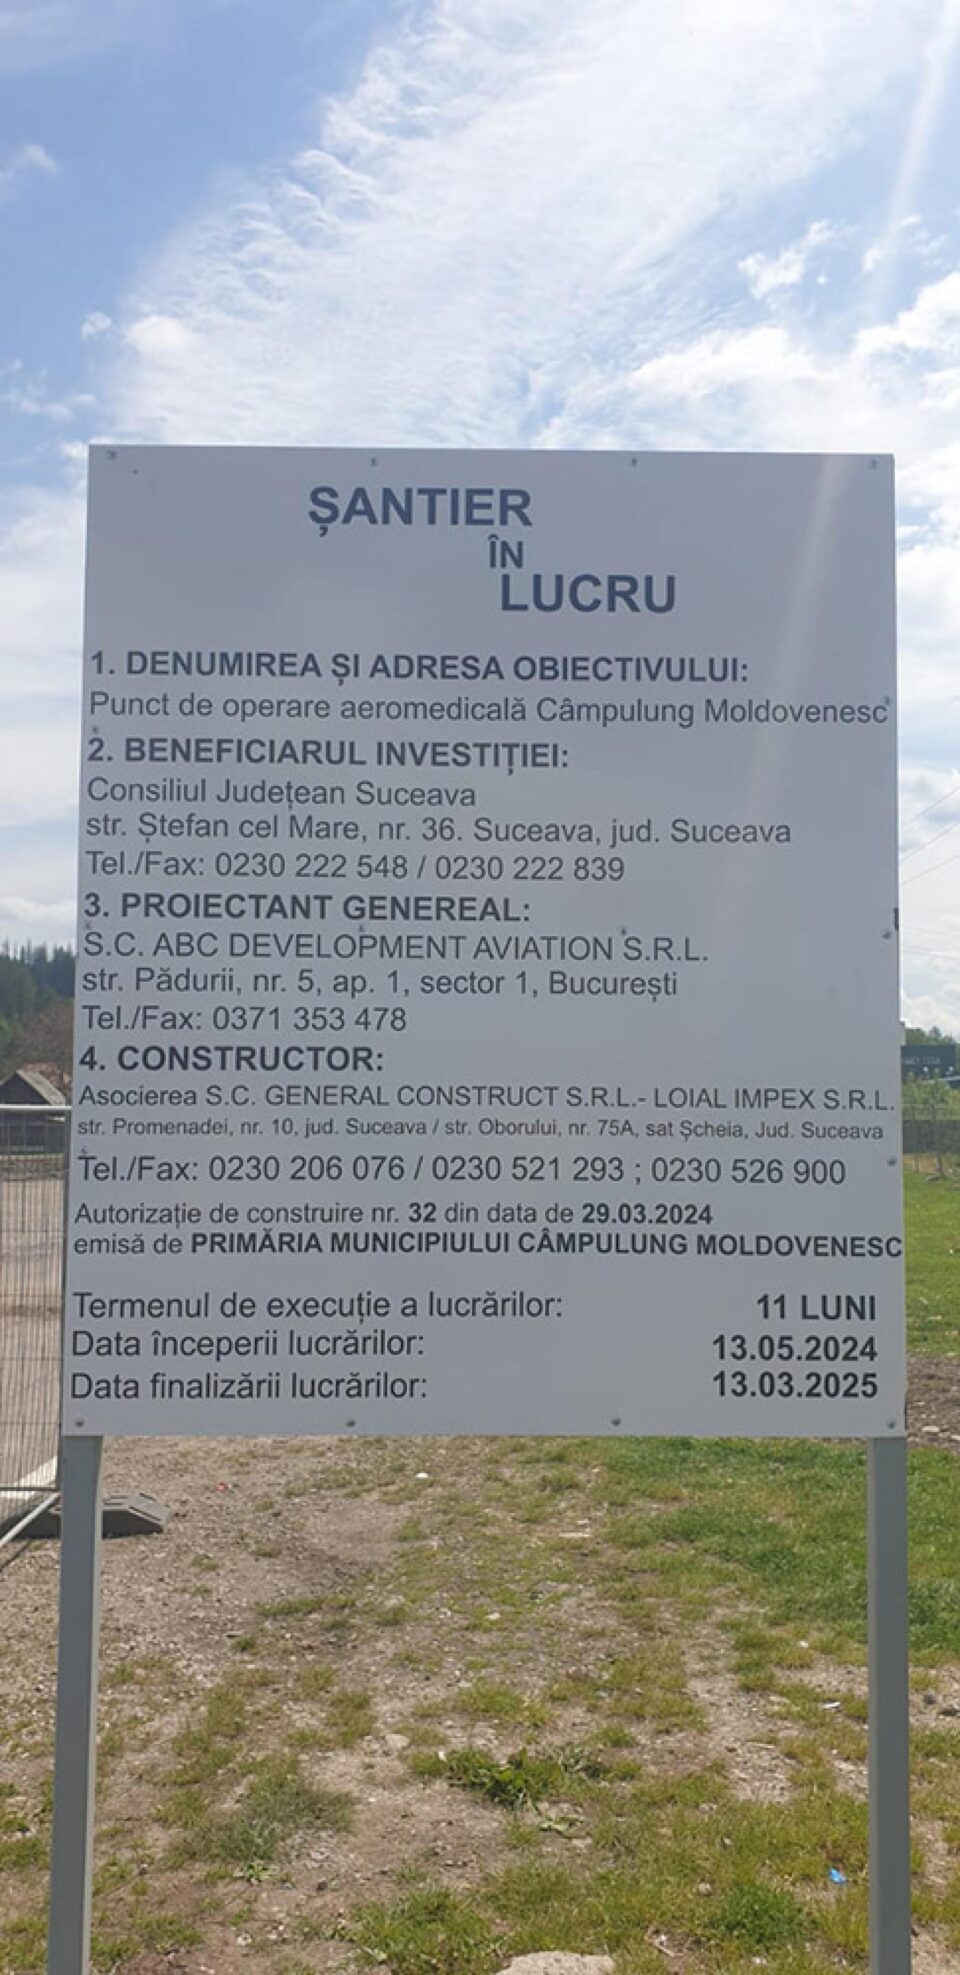 ȘANTIER
ÎN
LUCRU
1. DENUMIREA ȘI ADRESA OBIECTIVULUI:
Punct de operare aeromedicală Câmpulung Moldovenesc
2. BENEFICIARUL INVESTIȚIEI:
Consiliul Județean Suceava
str. Ștefan cel Mare, nr. 36. Suceava, jud. Suceava
Tel./Fax: 0230 222 548 / 0230 222 839
3. PROIECTANT GENEREAL:
S.C. ABC DEVELOPMENT AVIATION S.R.L.
str. Pădurii, nr. 5, ap. 1, sector 1, București
Tel./Fax: 0371 353 478
4. CONSTRUCTOR:
Asocierea S.C. GENERAL CONSTRUCT S.R.L.- LOIAL IMPEX S.R.L.
str. Promenadei, nr. 10, jud. Suceava / str. Oborului, nr. 75A, sat Șcheia, Jud. Suceava
Tel./Fax: 0230 206 076 / 0230 521 293 ; 0230 526 900
Autorizație de construire nr. 32 din data de 29.03.2024
emisă de PRIMĂRIA MUNICIPIULUI CÂMPULUNG MOLDOVENESC
Termenul de execuție a lucrărilor: 11 LUNI
Data începerii lucrărilor: 13.05.2024
Data finalizării lucrărilor: 13.03.2025